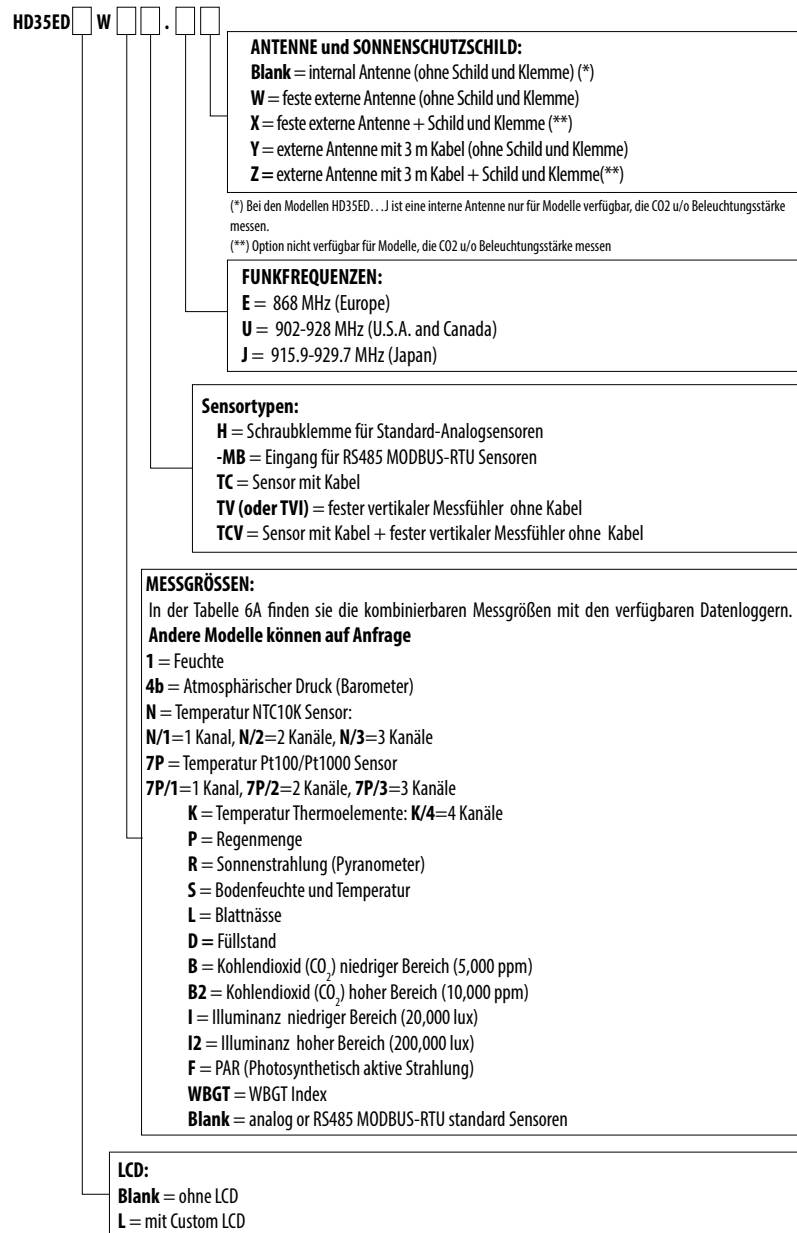 HD35ED W .
ANTENNE und SONNENSCHUTZSCHILD:
Blank = internal Antenne (ohne Schild und Klemme) (*)
W = feste externe Antenne (ohne Schild und Klemme)
X = feste externe Antenne + Schild und Klemme (**)
Y = externe Antenne mit 3 m Kabel (ohne Schild und Klemme)
Z = externe Antenne mit 3 m Kabel + Schild und Klemme(**)
(*) Bei den Modellen HD35ED...J ist eine interne Antenne nur für Modelle verfügbar, die CO2 u/o Beleuchtungsstärke
messen.
(**) Option nicht verfügbar für Modelle, die CO2 u/o Beleuchtungsstärke messen
FUNKFREQUENZEN:
E = 868 MHz (Europe)
U = 902-928 MHz (U.S.A. and Canada)
J = 915.9-929.7 MHz (Japan)
Sensortypen:
H = Schraubklemme für Standard-Analogsensoren
-MB = Eingang für RS485 MODBUS-RTU Sensoren
TC = Sensor mit Kabel
TV (oder TVI) = fester vertikaler Messfühler ohne Kabel
TCV = Sensor mit Kabel + fester vertikaler Messfühler ohne Kabel
MESSGRÖSSEN:
In der Tabelle 6A finden sie die kombinierbaren Messgrößen mit den verfügbaren Datenloggern.
Andere Modelle können auf Anfrage
1 = Feuchte
4b = Atmosphärischer Druck (Barometer)
N = Temperatur NTC10K Sensor:
N/1=1 Kanal, N/2=2 Kanäle, N/3=3 Kanäle
7P = Temperatur Pt100/Pt1000 Sensor
7P/1=1 Kanal, 7P/2=2 Kanäle, 7P/3=3 Kanäle
K = Temperatur Thermoelemente: K/4=4 Kanäle
P = Regenmenge
R = Sonnenstrahlung (Pyranometer)
S = Bodenfeuchte und Temperatur
L = Blattnässe
D = Füllstand
B = Kohlendioxid (CO2) niedriger Bereich (5,000 ppm)
B2 = Kohlendioxid (CO2) hoher Bereich (10,000 ppm)
I = Illuminanz niedriger Bereich (20,000 lux)
I2 = Illuminanz hoher Bereich (200,000 lux)
F = PAR (Photosynthetisch aktive Strahlung)
WBGT = WBGT Index
Blank = analog or RS485 MODBUS-RTU standard Sensoren
LCD:
Blank = ohne LCD
L = mit Custom LCD